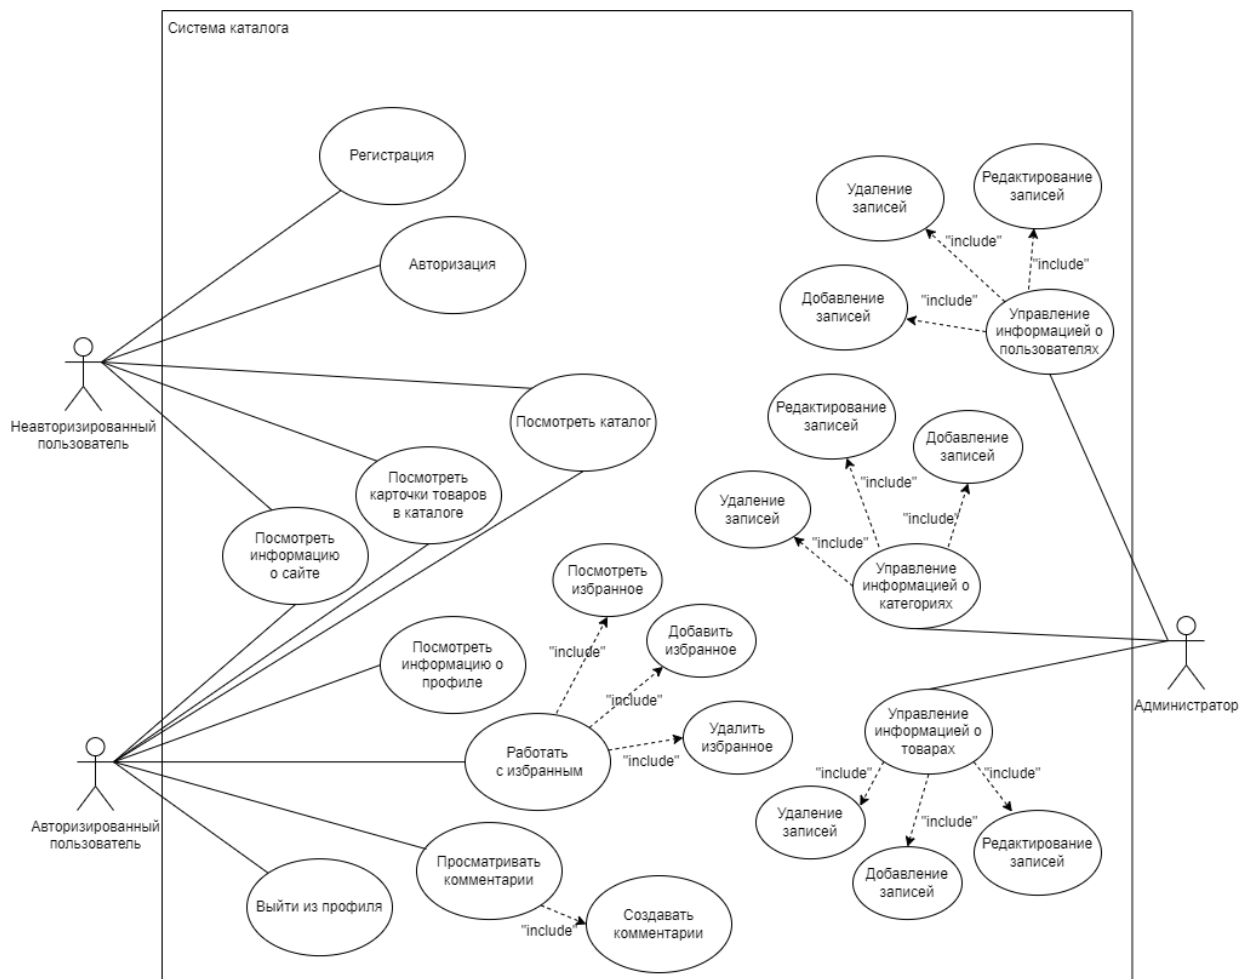 Система каталога
Регистрация
Авторизация
Неавторизированный
пользователь
Посмотреть каталог
Посмотреть
карточки товаров
в каталоге
Посмотреть
информацию
о сайте
Посмотреть
информацию о
профиле
Авторизированный
пользователь
Работать
с избранным
"include"
Посмотреть
избранное
"include"
Добавить
избранное
"include"
Удалить
избранное
Просматривать
комментарии
"include"
Создавать
комментарии
Выйти из профиля
Удаление
записей
Редактирование
записей
"include"
"include"
Добавление
записей
"include"
Управление
информацией о
пользователях
Редактирование
записей
Добавление
записей
"include"
Удаление
записей
"include"
"include"
Управление
информацией о
категориях
Администратор
Управление
информацией о
товарах
"include"
"include"
"include"
Удаление
записей
Добавление
записей
Редактирование
записей